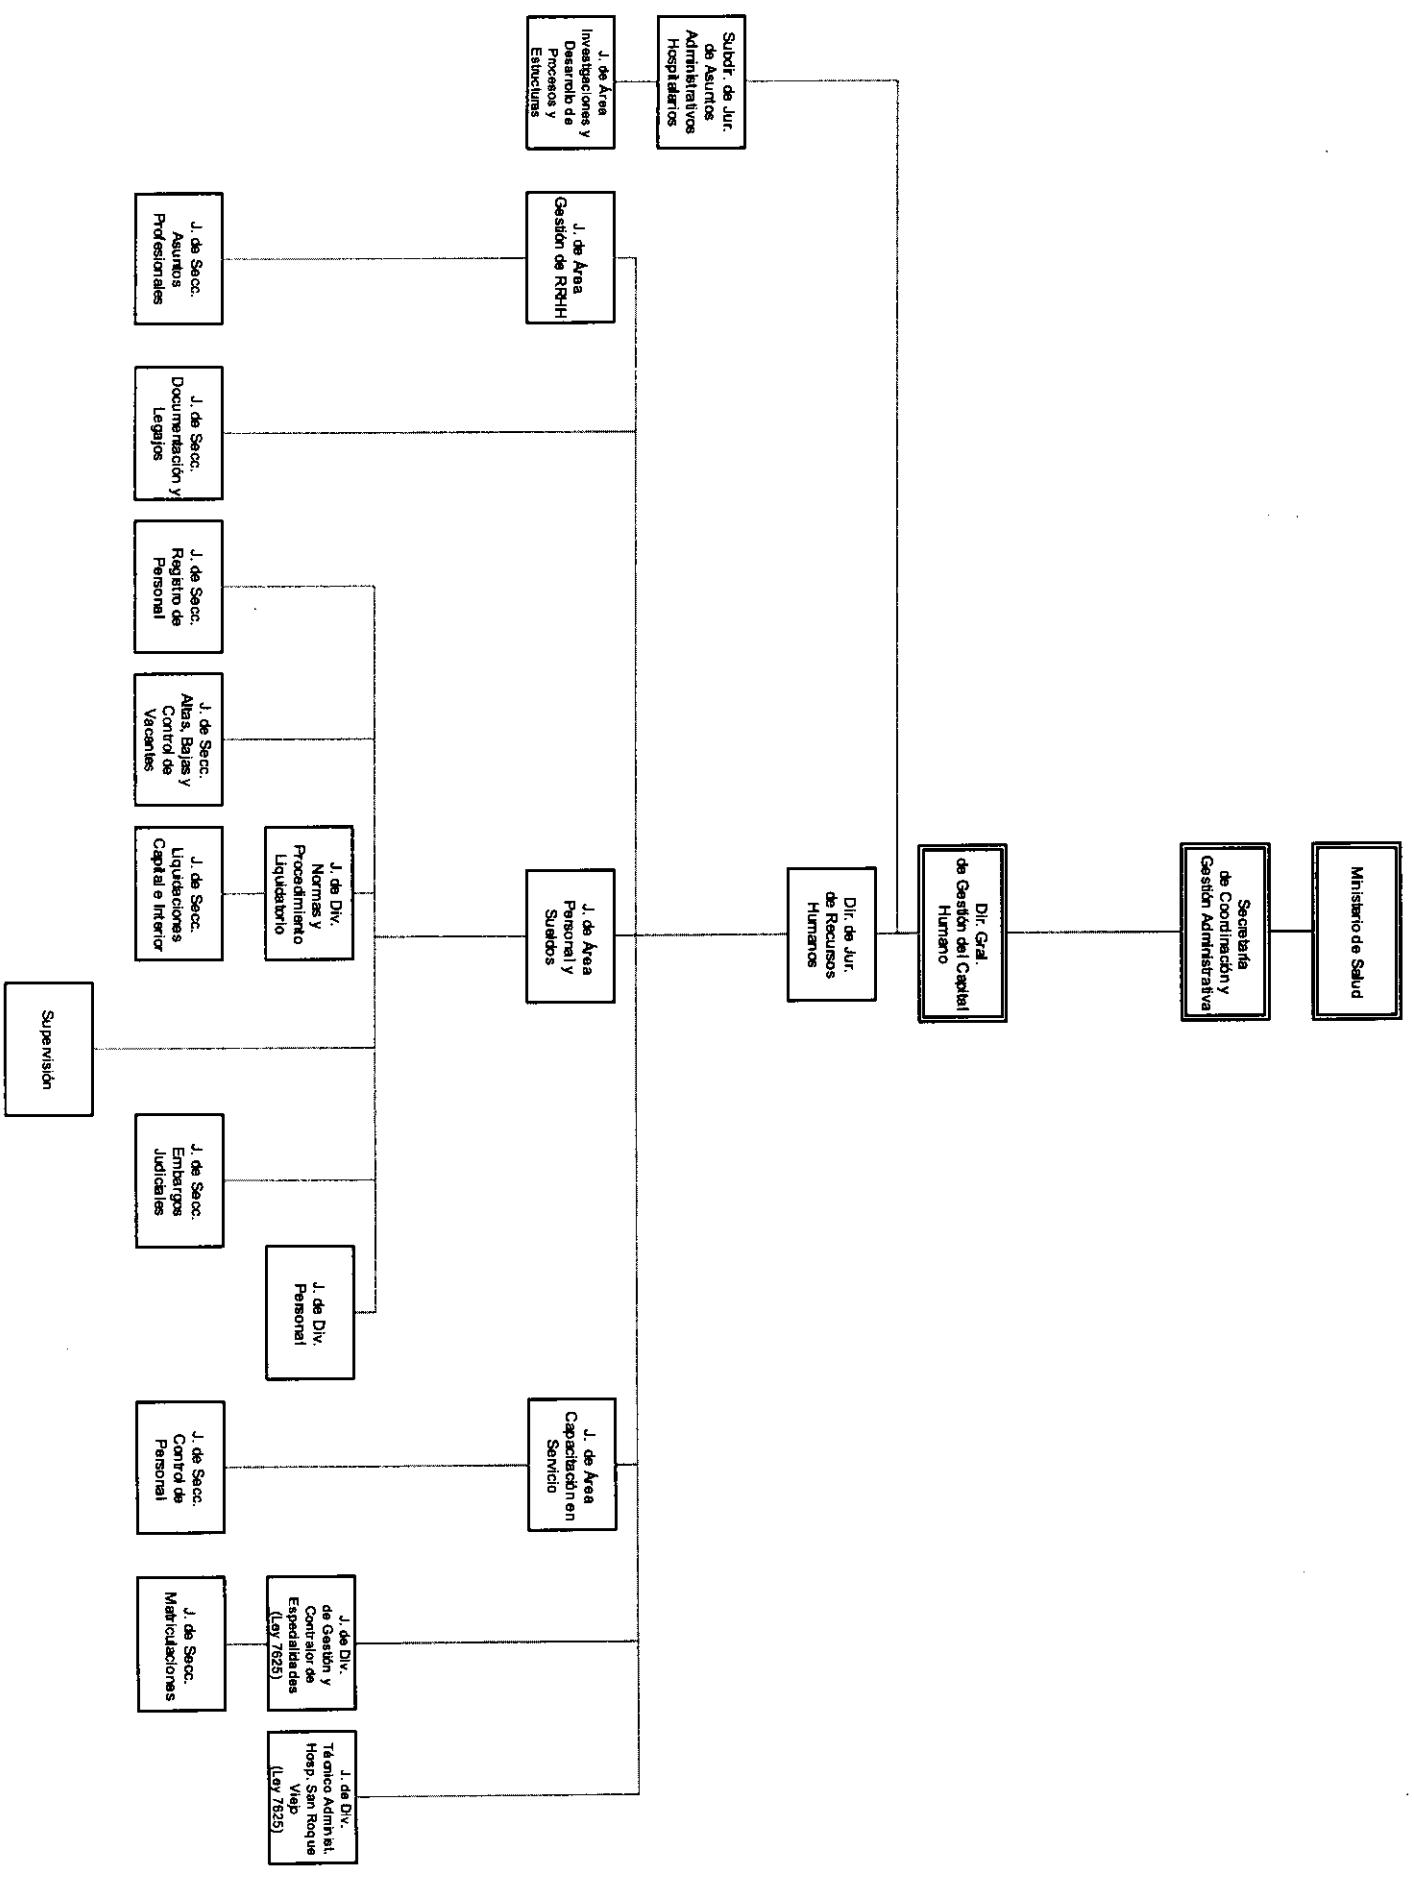 Ministerio de Salud
Secretaría
de Coordinación y
Gestión Administrativa
Dir. Gral.
de Gestión del Capital
Humano
Dir. de Jur.
de Recursos
Humanos
Subdir. de Jur.
de Asuntos
Administrativos
Hospitalarios
J. de Área
Investigaciones y
Desarrollo de
Procesos y
Estructuras
J. de Área
Gestión de RRHH
J. de Área
Personal y
Sueldos
J. de Área
Capacitación en
Servicio
J. de Div.
Normas y
Procedimiento
Liquidatorio
J. de Div.
Personal
J. de Div.
de Gestión y
Contralor de
Especialidades
(Ley 7625)
J. de Div.
Técnico Administ.
Hosp. San Roque
Viejo
(Ley 7625)
J. de Secc.
Asuntos
Profesionales
J. de Secc.
Documentación y
Legajos
J. de Secc.
Registro de
Personal
J. de Secc.
Altas, Bajas y
Control de
Vacantes
J. de Secc.
Liquidaciones
Capital e Interior
J. de Secc.
Embargos
Judiciales
J. de Secc.
Control de
Personal
J. de Secc.
Matriculaciones
Supervisión